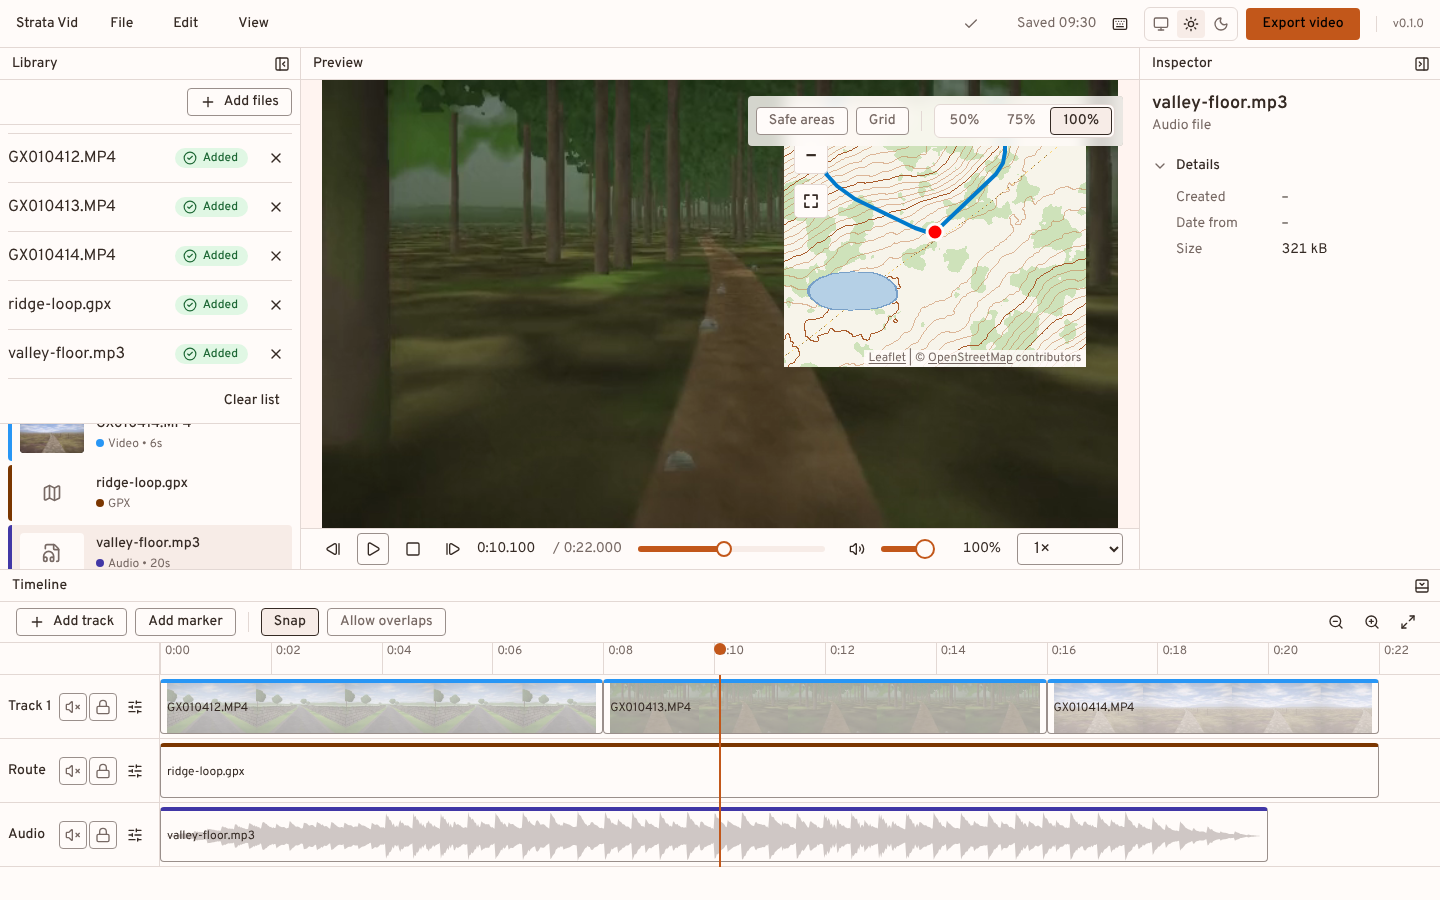 Strata Vid File Edit View Saved 09:30 Export video v0.1.0
Library
Preview
Inspector
Add files
GX010412.MP4 Added
GX010413.MP4 Added
GX010414.MP4 Added
ridge-loop.gpx Added
valley-floor.mp3 Added
Clear list
GX010414.MP4
Video • 6s
ridge-loop.gpx
GPX
valley-floor.mp3
Audio • 20s
Safe areas Grid 50% 75% 100%
Leaflet | © OpenStreetMap contributors
0:10.100 / 0:22.000 100% 1×
valley-floor.mp3
Audio file
Details
Created –
Date from –
Size 321 kB
Timeline
Add track Add marker Snap Allow overlaps
0:00 0:02 0:04 0:06 0:08 0:10 0:12 0:14 0:16 0:18 0:20 0:22
Track 1 GX010412.MP4 GX010413.MP4 GX010414.MP4
Route ridge-loop.gpx
Audio valley-floor.mp3